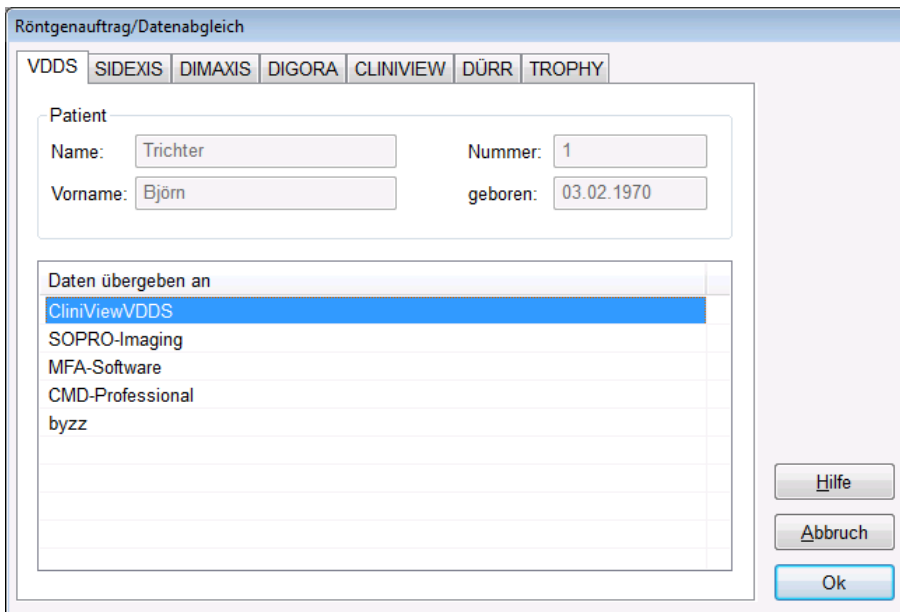 Röntgenauftrag/Datenabgleich
VDDS SIDEXIS DIMAXIS DIGORA CLINIVIEW DÜRR TROPHY
Patient
Name: Trichter Nummer: 1
Vorname: Björn geboren: 03.02.1970
Daten übergeben an
CliniViewVDDS
SOPRO-Imaging
MFA-Software
CMD-Professional
byzz
Hilfe
Abbruch
Ok